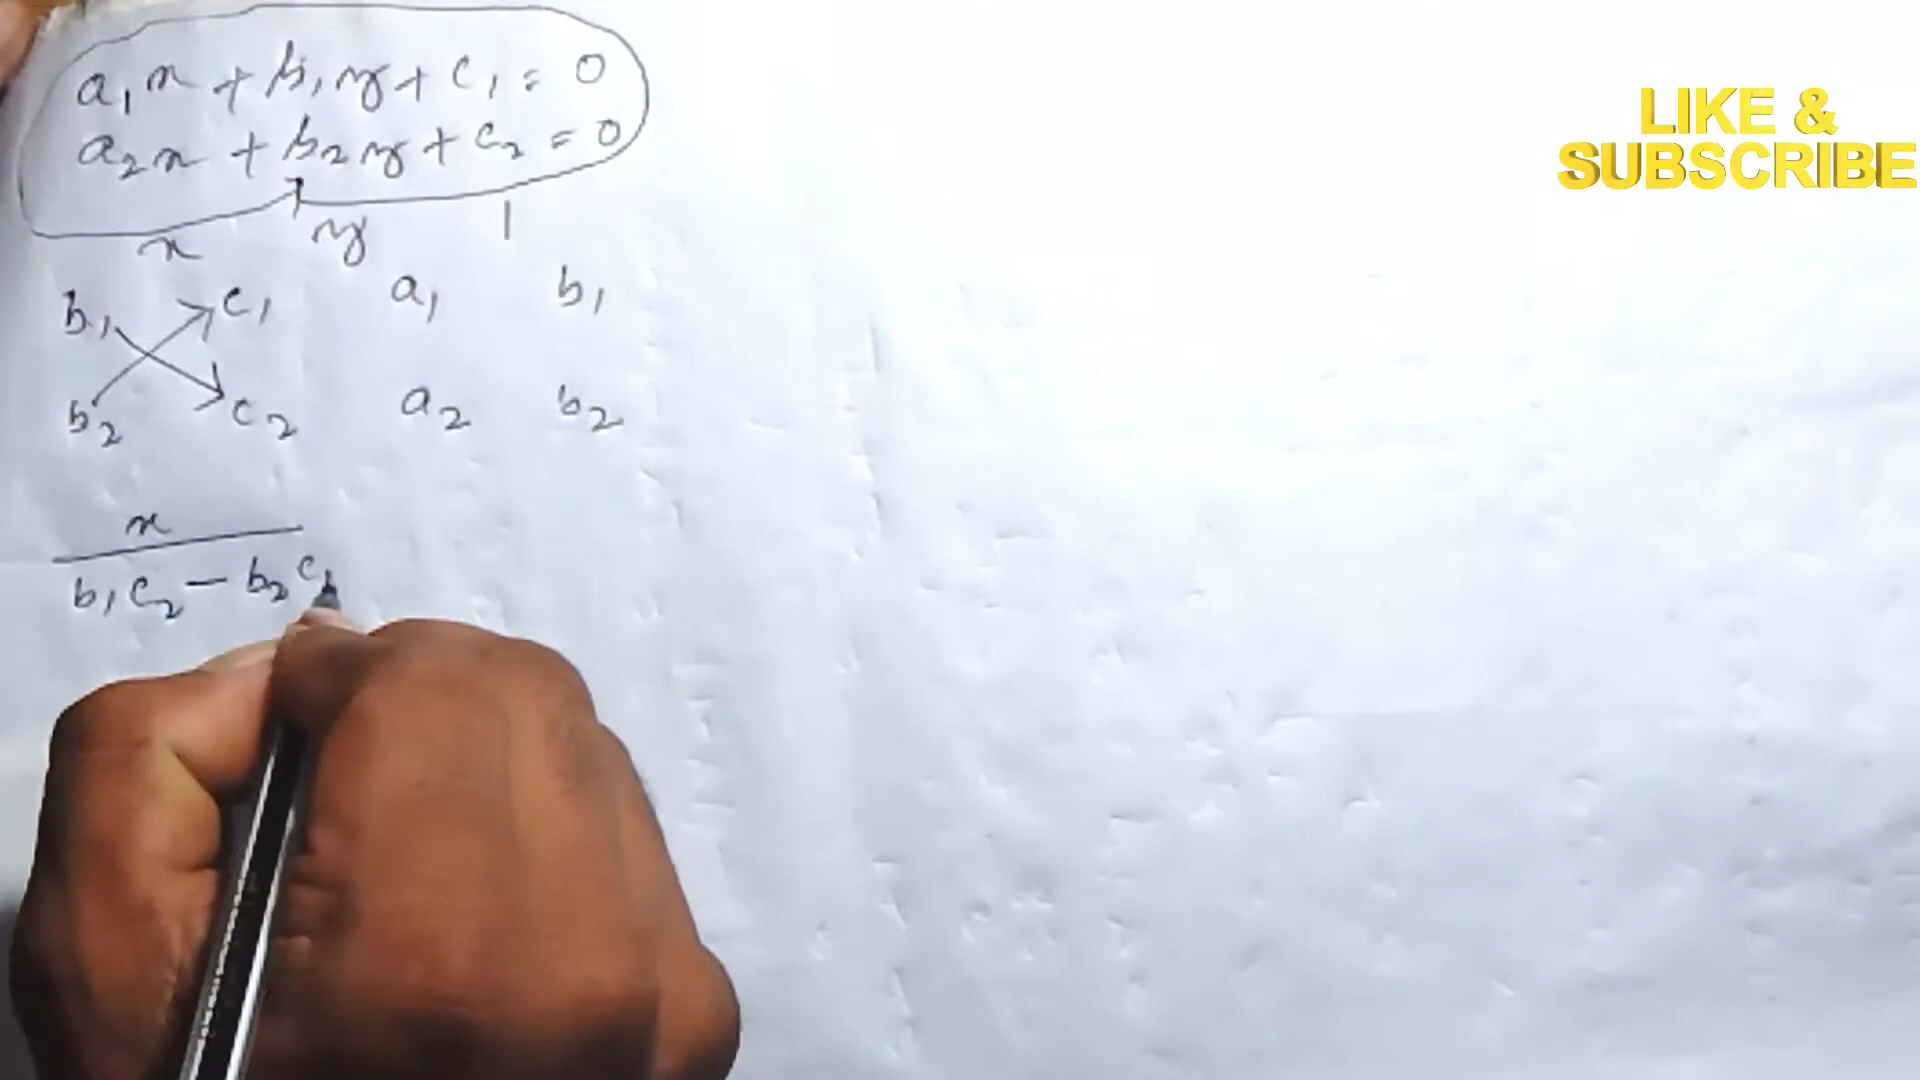 a₁x + b₁y + c₁ = 0
a₂x + b₂y + c₂ = 0
x y 1
b₁ c₁ a₁ b₁
b₂ c₂ a₂ b₂
x
b₁c₂ - b₂c₁
LIKE &
SUBSCRIBE